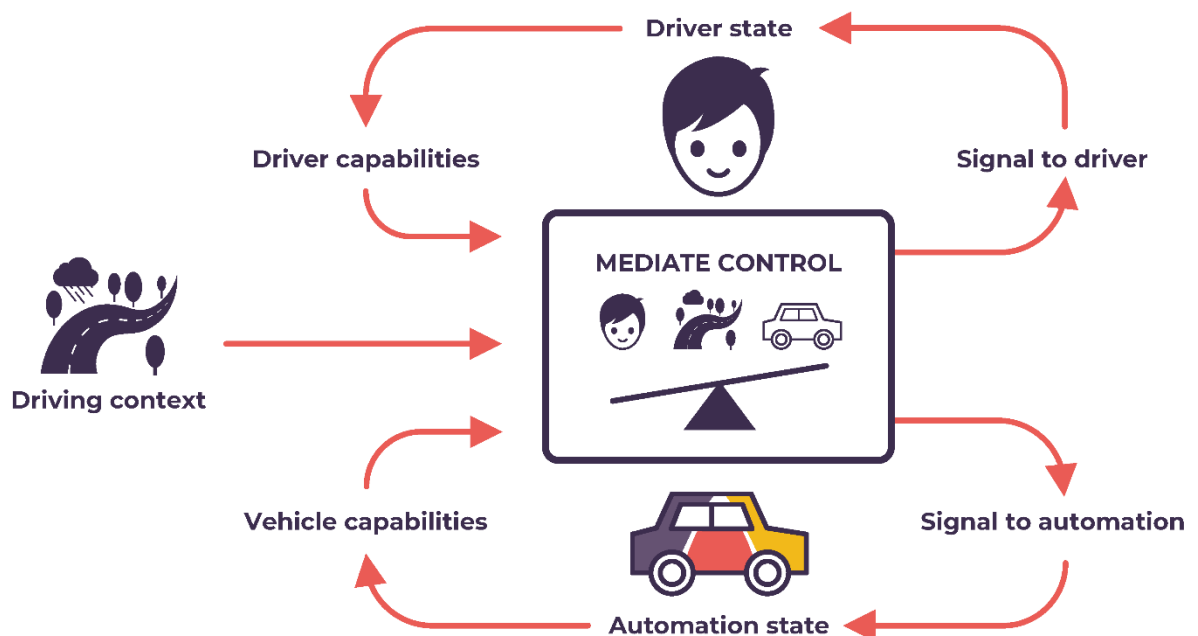 Driver state
Driver capabilities
Signal to driver
MEDIATE CONTROL
Driving context
Vehicle capabilities
Signal to automation
Automation state